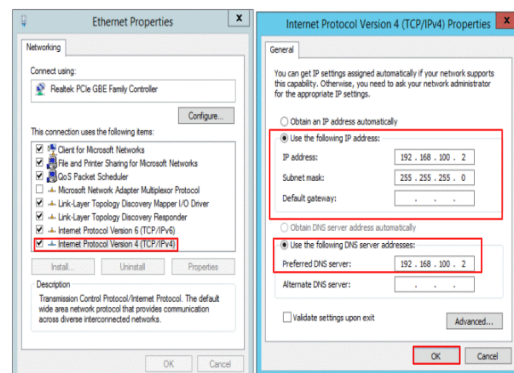 Ethernet Properties
x
Networking
Connect using:
Realtek PCIe GBE Family Controller
Configure...
This connection uses the following items:
Client for Microsoft Networks
File and Printer Sharing for Microsoft Networks
QoS Packet Scheduler
Microsoft Network Adapter Multiplexor Protocol
Link-Layer Topology Discovery Mapper I/O Driver
Link-Layer Topology Discovery Responder
Internet Protocol Version 6 (TCP/IPv6)
Internet Protocol Version 4 (TCP/IPv4)
Install...
Uninstall
Properties
Description
Transmission Control Protocol/Internet Protocol. The default
wide area network protocol that provides communication
across diverse interconnected networks.
OK
Cancel
Internet Protocol Version 4 (TCP/IPv4) Properties
x
General
You can get IP settings assigned automatically if your network supports
this capability. Otherwise, you need to ask your network administrator
for the appropriate IP settings.
Obtain an IP address automatically
Use the following IP address:
IP address: 192 . 168 . 100 . 2
Subnet mask: 255 . 255 . 255 . 0
Default gateway: . . .
Obtain DNS server address automatically
Use the following DNS server addresses:
Preferred DNS server: 192 . 168 . 100 . 2
Alternate DNS server: . . .
Validate settings upon exit
Advanced...
OK
Cancel